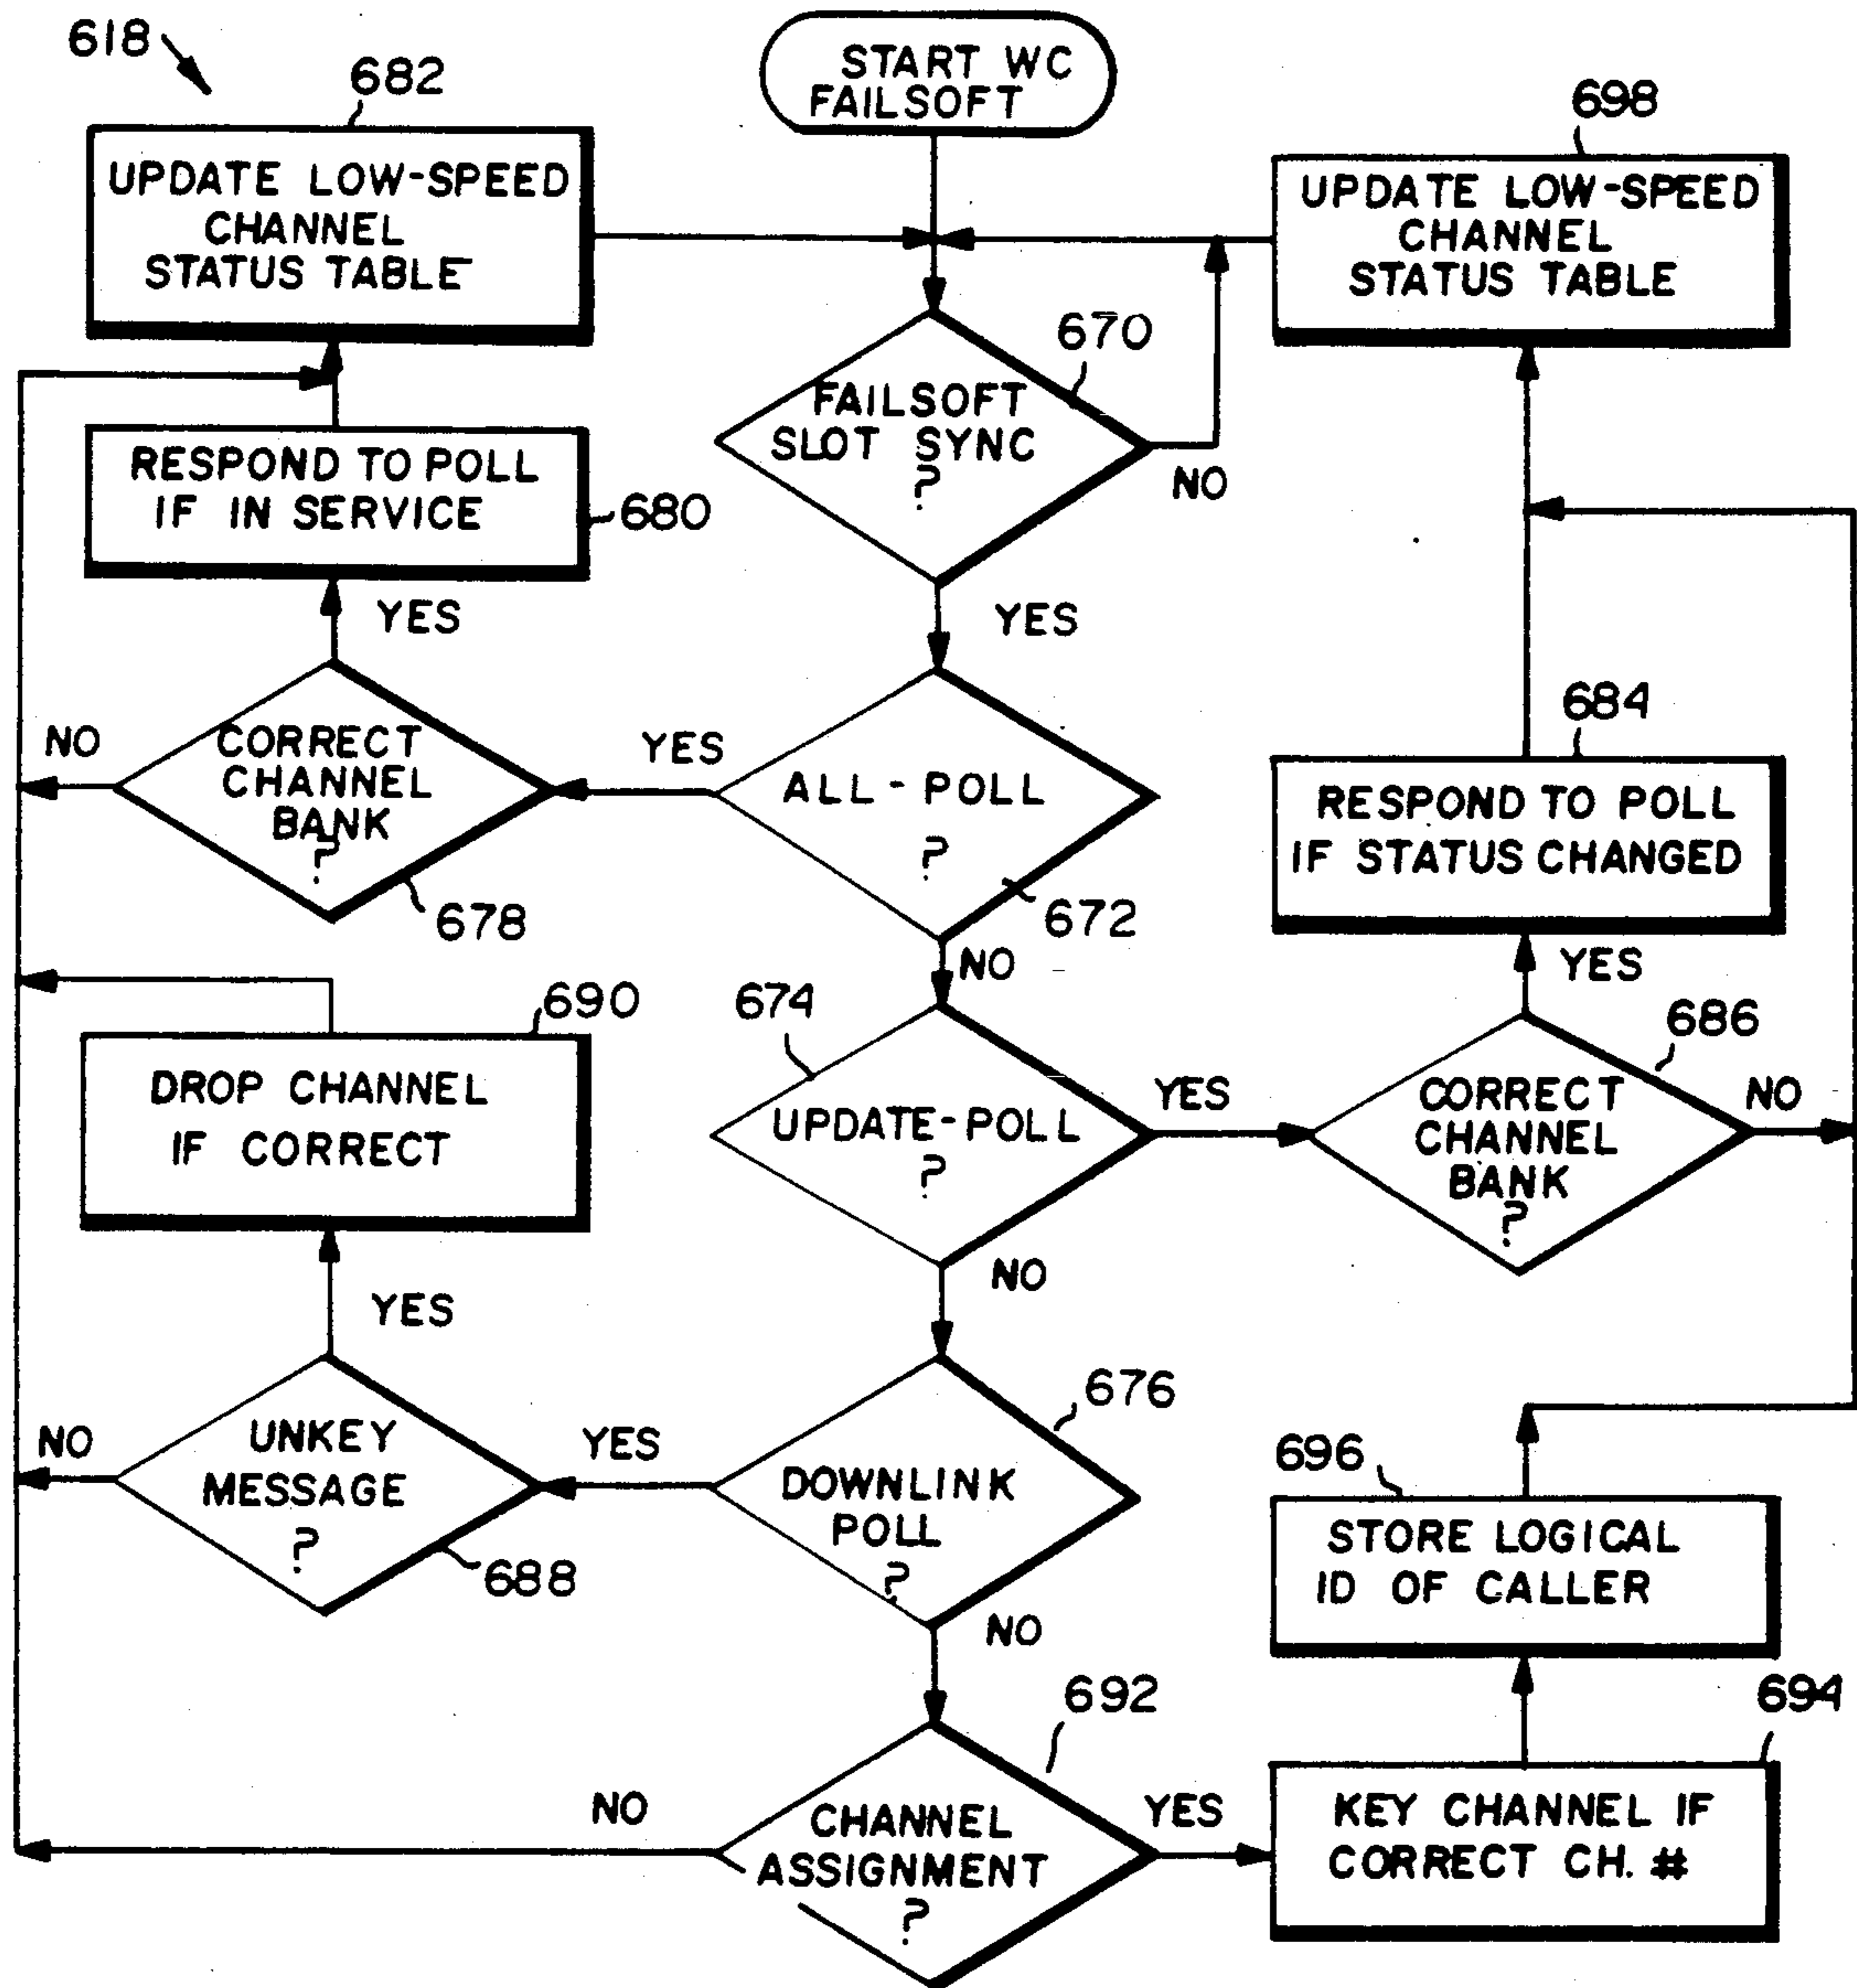 618
682
START WC
FAILSOFT
698
UPDATE LOW-SPEED
CHANNEL
STATUS TABLE
UPDATE LOW-SPEED
CHANNEL
STATUS TABLE
670
FAILSOFT
SLOT SYNC
?
NO
RESPOND TO POLL
IF IN SERVICE
680
YES
YES
684
NO
CORRECT
CHANNEL
BANK
?
678
YES
ALL-POLL
?
672
RESPOND TO POLL
IF STATUS CHANGED
NO
YES
690
674
686
DROP CHANNEL
IF CORRECT
UPDATE-POLL
?
YES
CORRECT
CHANNEL
BANK
?
NO
NO
YES
676
NO
UNKEY
MESSAGE
?
688
YES
DOWNLINK
POLL
?
696
STORE LOGICAL
ID OF CALLER
NO
692
694
NO
CHANNEL
ASSIGNMENT
?
YES
KEY CHANNEL IF
CORRECT CH. #